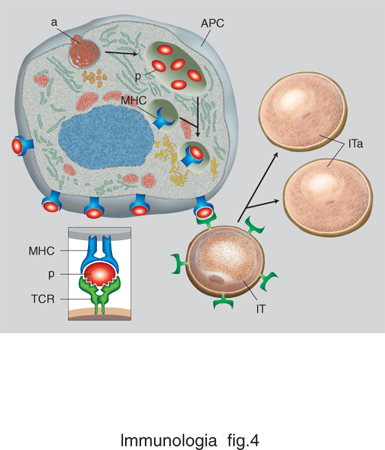 a
APC
p
MHC
ITa
MHC
p
TCR
IT
Immunologia fig.4